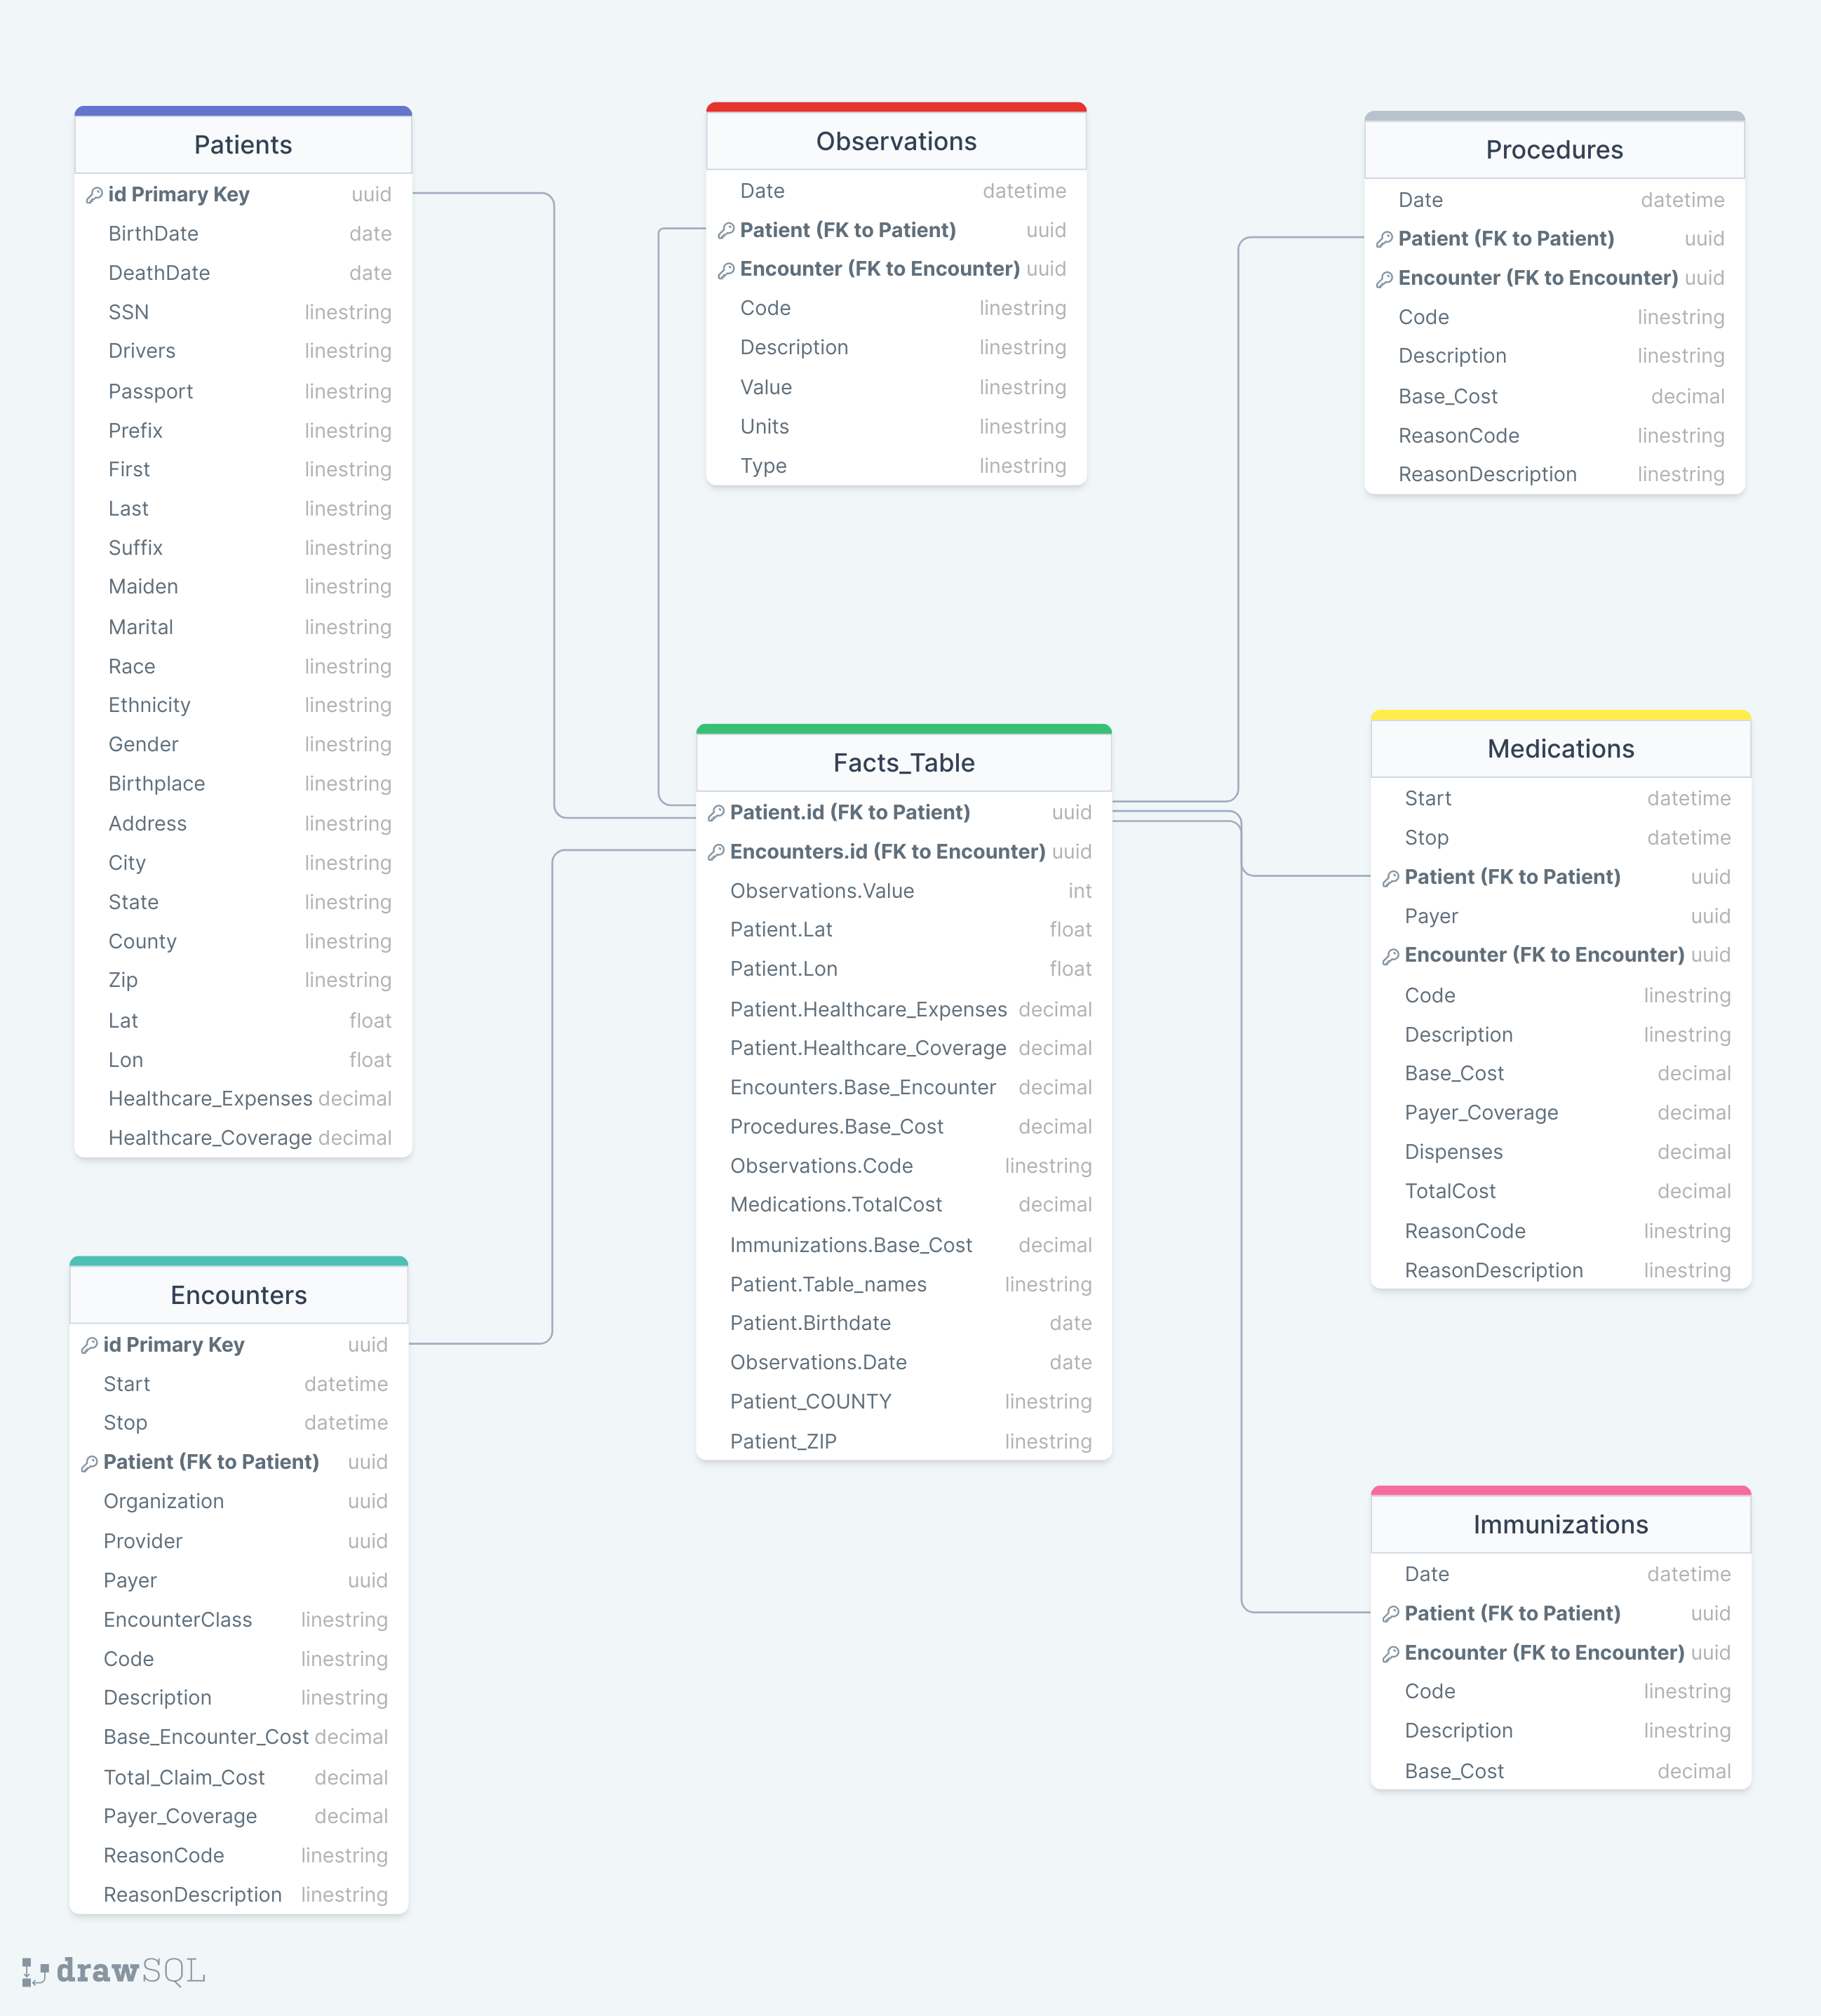 Patients
id Primary Key uuid
BirthDate date
DeathDate date
SSN linestring
Drivers linestring
Passport linestring
Prefix linestring
First linestring
Last linestring
Suffix linestring
Maiden linestring
Marital linestring
Race linestring
Ethnicity linestring
Gender linestring
Birthplace linestring
Address linestring
City linestring
State linestring
County linestring
Zip linestring
Lat float
Lon float
Healthcare_Expenses decimal
Healthcare_Coverage decimal
Observations
Date datetime
Patient (FK to Patient) uuid
Encounter (FK to Encounter) uuid
Code linestring
Description linestring
Value linestring
Units linestring
Type linestring
Procedures
Date datetime
Patient (FK to Patient) uuid
Encounter (FK to Encounter) uuid
Code linestring
Description linestring
Base_Cost decimal
ReasonCode linestring
ReasonDescription linestring
Facts_Table
Patient.id (FK to Patient) uuid
Encounters.id (FK to Encounter) uuid
Observations.Value int
Patient.Lat float
Patient.Lon float
Patient.Healthcare_Expenses decimal
Patient.Healthcare_Coverage decimal
Encounters.Base_Encounter decimal
Procedures.Base_Cost decimal
Observations.Code linestring
Medications.TotalCost decimal
Immunizations.Base_Cost decimal
Patient.Table_names linestring
Patient.Birthdate date
Observations.Date date
Patient_COUNTY linestring
Patient_ZIP linestring
Medications
Start datetime
Stop datetime
Patient (FK to Patient) uuid
Payer uuid
Encounter (FK to Encounter) uuid
Code linestring
Description linestring
Base_Cost decimal
Payer_Coverage decimal
Dispenses decimal
TotalCost decimal
ReasonCode linestring
ReasonDescription linestring
Encounters
id Primary Key uuid
Start datetime
Stop datetime
Patient (FK to Patient) uuid
Organization uuid
Provider uuid
Payer uuid
EncounterClass linestring
Code linestring
Description linestring
Base_Encounter_Cost decimal
Total_Claim_Cost decimal
Payer_Coverage decimal
ReasonCode linestring
ReasonDescription linestring
Immunizations
Date datetime
Patient (FK to Patient) uuid
Encounter (FK to Encounter) uuid
Code linestring
Description linestring
Base_Cost decimal
drawSQL